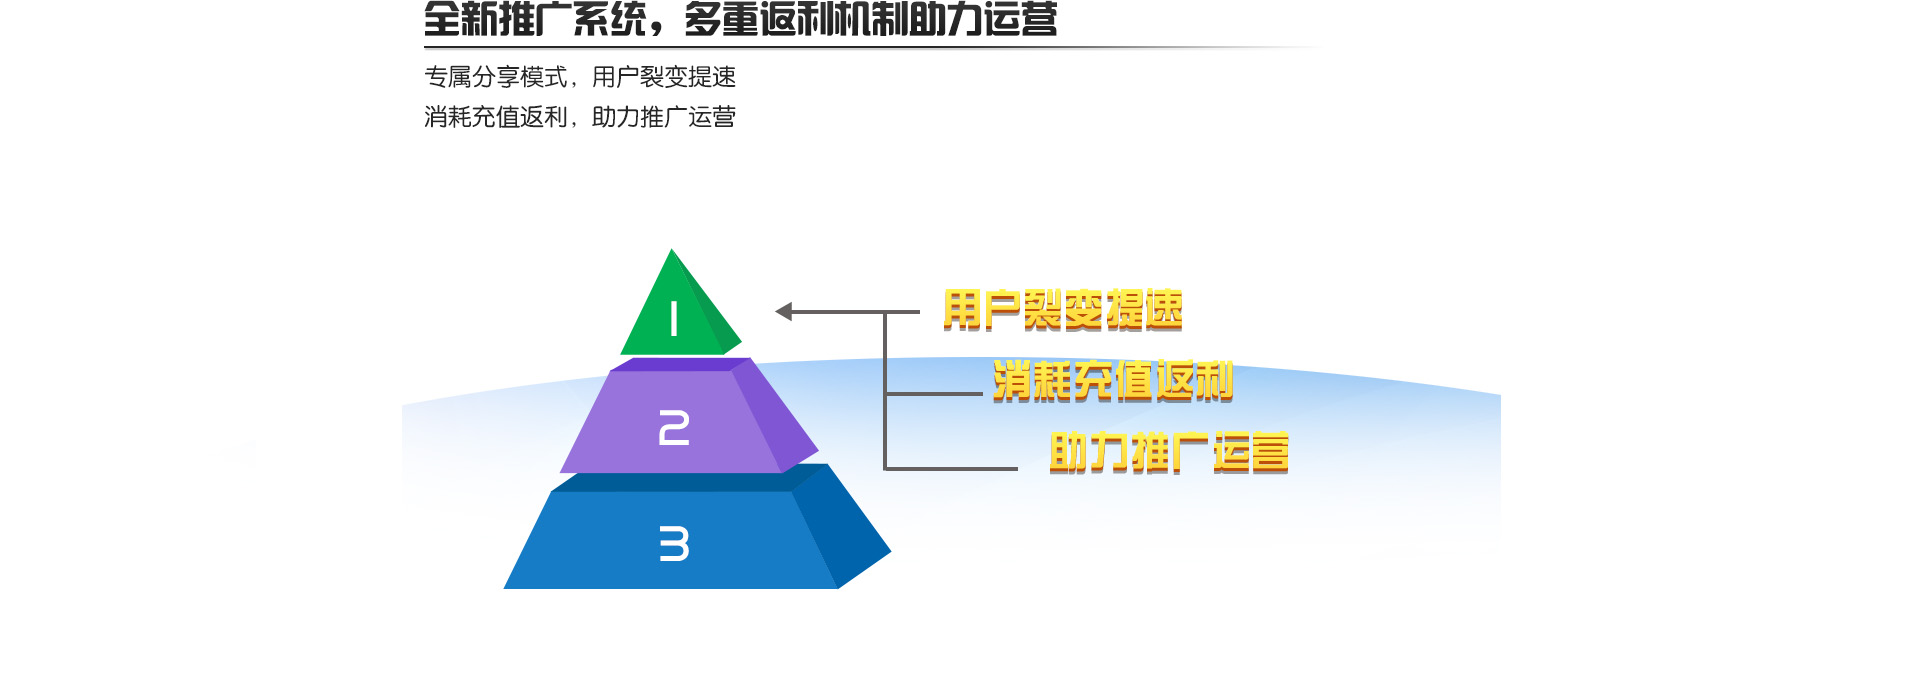 全新推广系统，多重返利机制助力运营
专属分享模式，用户裂变提速
消耗充值返利，助力推广运营
1
用户裂变提速
消耗充值返利
2
助力推广运营
3